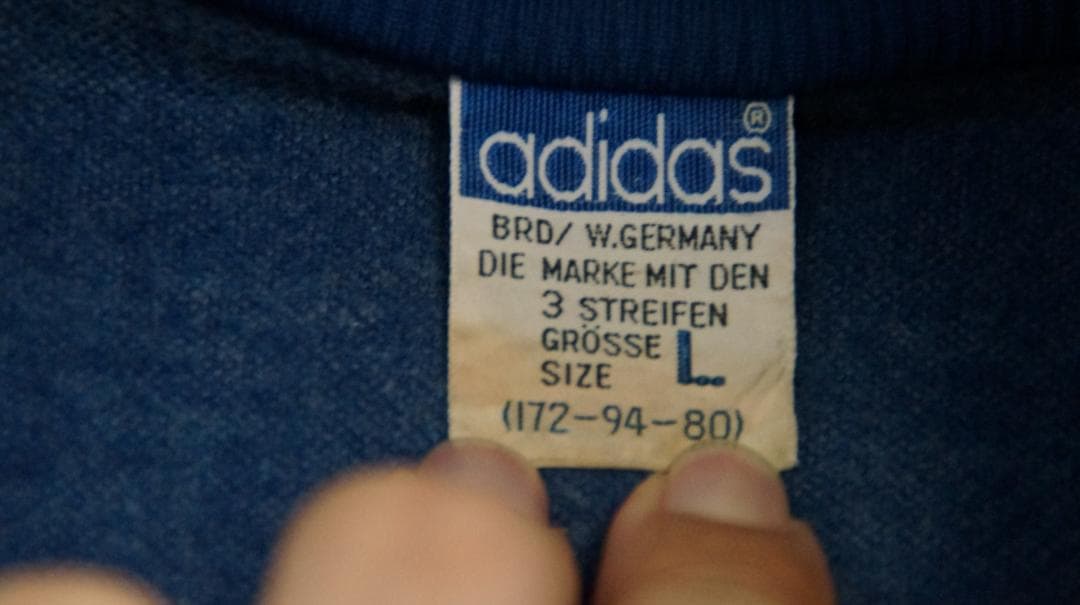 adidas®
BRD/ W.GERMANY
DIE MARKE MIT DEN
3 STREIFEN
GRÖSSE L
SIZE
(172-94-80)